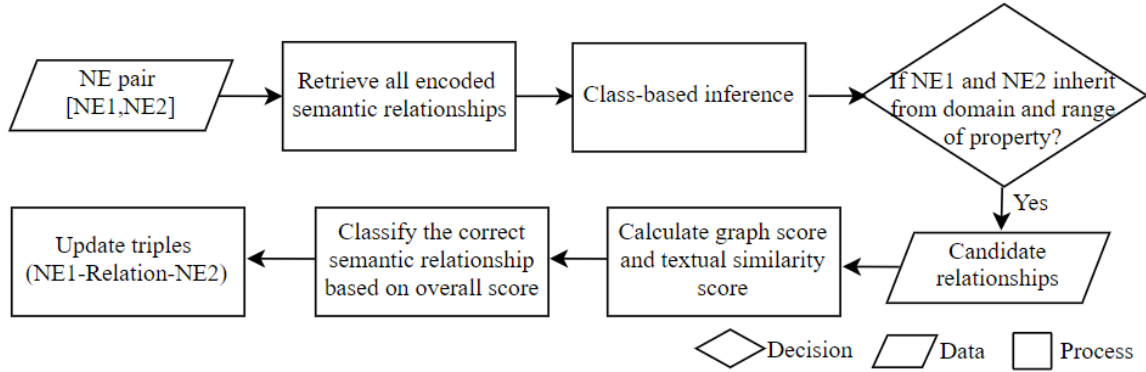 NE pair
[NE1,NE2]
Retrieve all encoded
semantic relationships
Class-based inference
If NE1 and NE2 inherit
from domain and range
of property?
Yes
Candidate
relationships
Calculate graph score
and textual similarity
score
Classify the correct
semantic relationship
based on overall score
Update triples
(NE1-Relation-NE2)
Decision
Data
Process